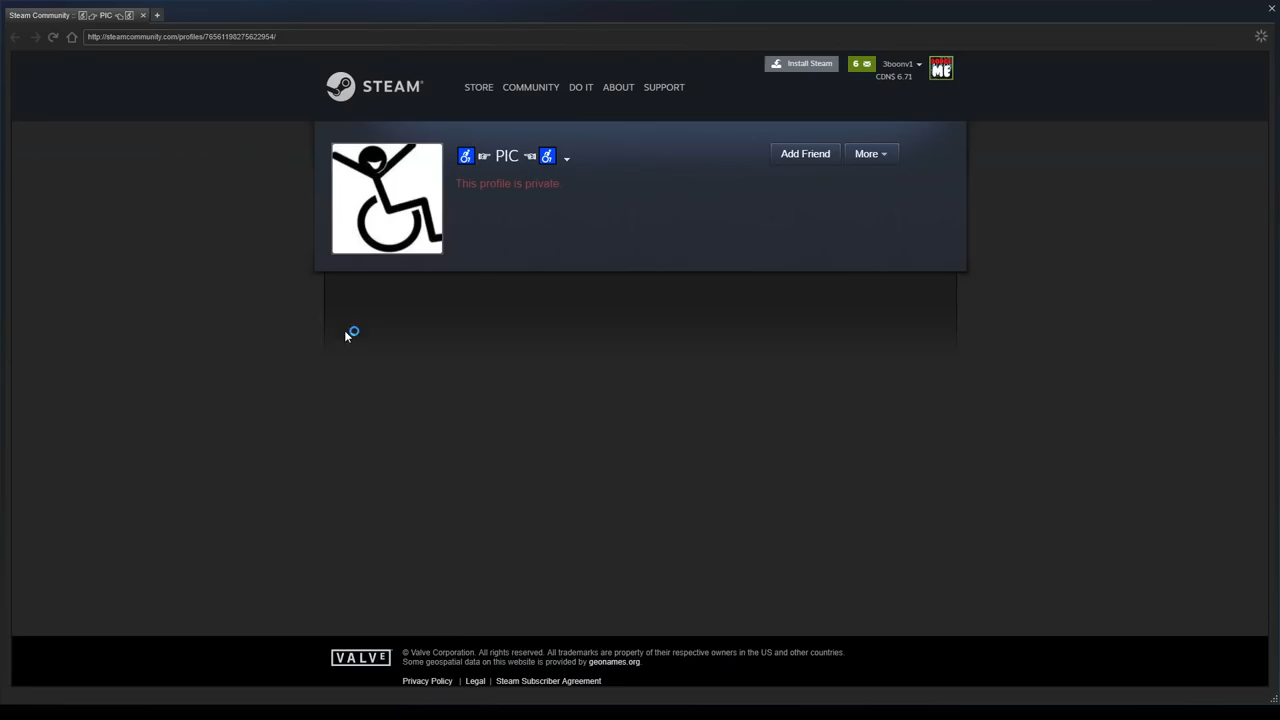 Steam Community :: ♿☞ PIC ☜♿
http://steamcommunity.com/profiles/76561198275622954/
Install Steam
6
3boonv1
CDN$ 6.71
ME
STEAM®
STORE COMMUNITY DO IT ABOUT SUPPORT
♿ ☞ PIC ☜ ♿
Add Friend
More
This profile is private.
VALVE
© Valve Corporation. All rights reserved. All trademarks are property of their respective owners in the US and other countries.
Some geospatial data on this website is provided by geonames.org.
Privacy Policy | Legal | Steam Subscriber Agreement